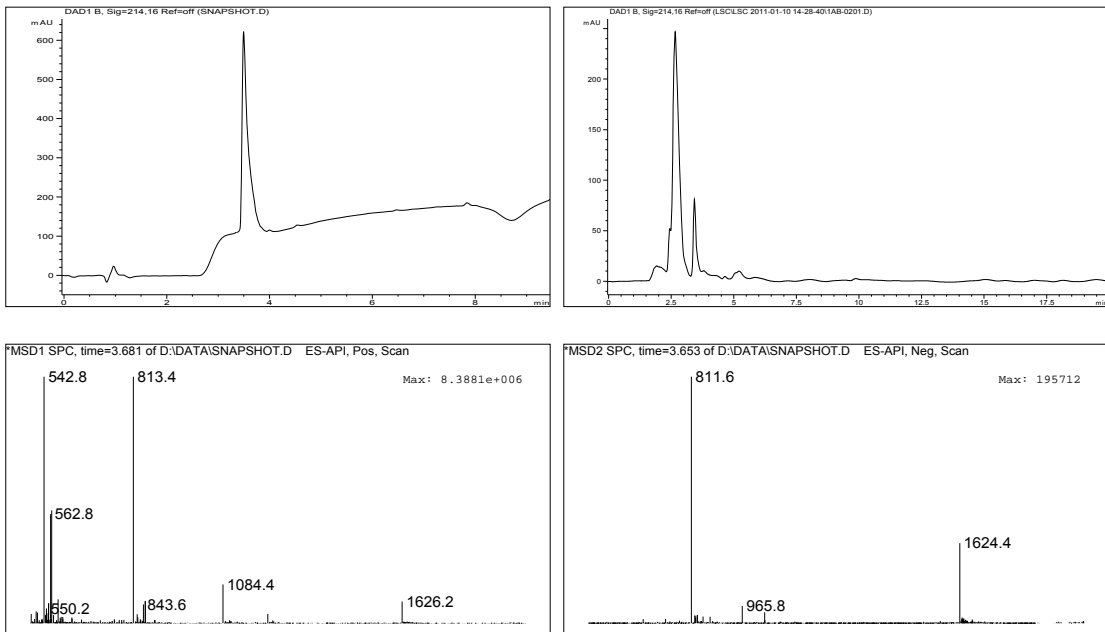 DAD1 B, Sig=214,16 Ref=off (SNAPSHOT.D)
mAU
600
500
400
300
200
100
0
0 2 4 6 8 min
DAD1 B, Sig=214,16 Ref=off (LSC\LSC 2011-01-10 14-28-40\1AB-0201.D)
mAU
200
150
100
50
0
0 2.5 5 7.5 10 12.5 15 17.5
*MSD1 SPC, time=3.681 of D:\DATA\SNAPSHOT.D ES-API, Pos, Scan
542.8 813.4 Max: 8.3881e+006
562.8
1084.4
550.2 843.6 1626.2
*MSD2 SPC, time=3.653 of D:\DATA\SNAPSHOT.D ES-API, Neg, Scan
811.6 Max: 195712
1624.4
965.8